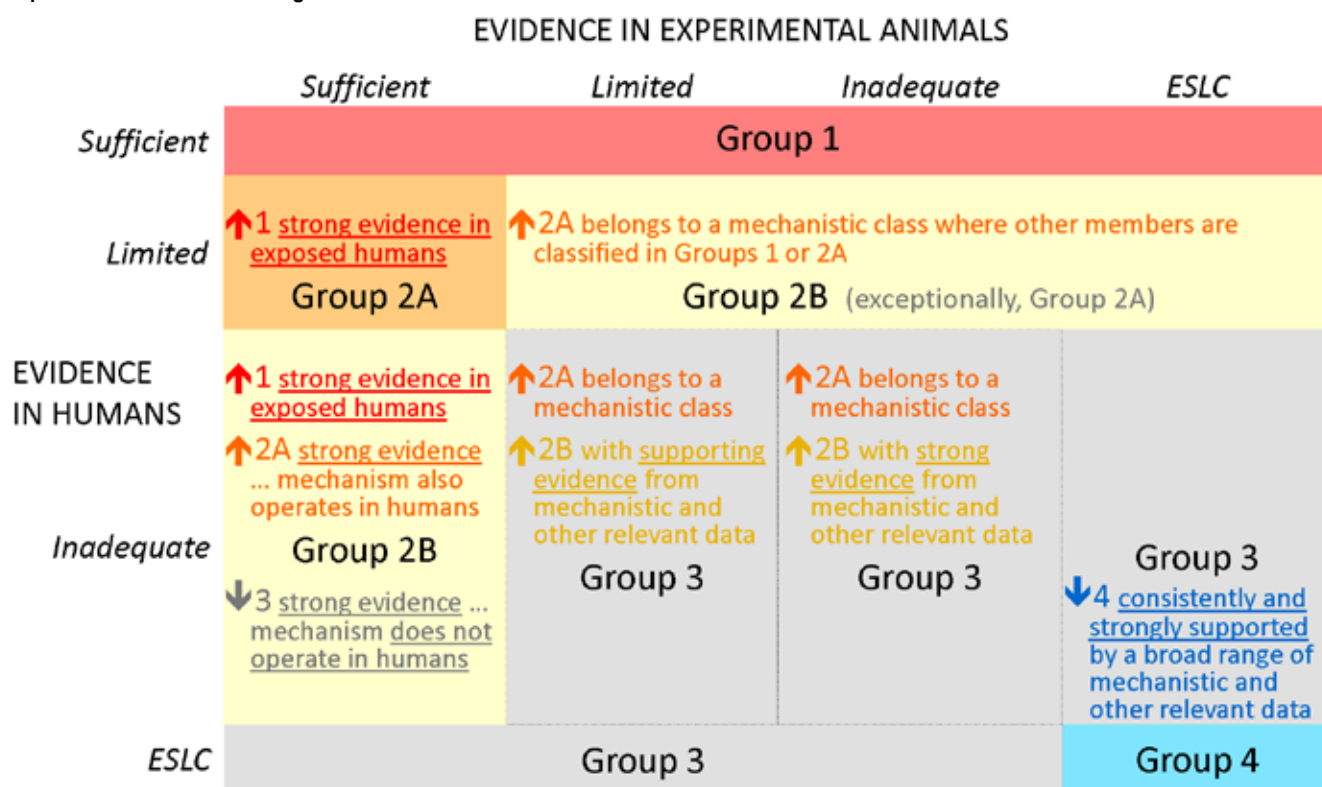 EVIDENCE IN EXPERIMENTAL ANIMALS
Sufficient Limited Inadequate ESLC
Sufficient
Group 1
Limited
1 strong evidence in
exposed humans
Group 2A
2A belongs to a mechanistic class where other members are
classified in Groups 1 or 2A
Group 2B (exceptionally, Group 2A)
EVIDENCE
IN HUMANS
Inadequate
1 strong evidence in
exposed humans
2A strong evidence
... mechanism also
operates in humans
Group 2B
3 strong evidence ...
mechanism does not
operate in humans
2A belongs to a
mechanistic class
2B with supporting
evidence from
mechanistic and
other relevant data
Group 3
2A belongs to a
mechanistic class
2B with strong
evidence from
mechanistic and
other relevant data
Group 3
Group 3
4 consistently and
strongly supported
by a broad range of
mechanistic and
other relevant data
ESLC
Group 3
Group 4